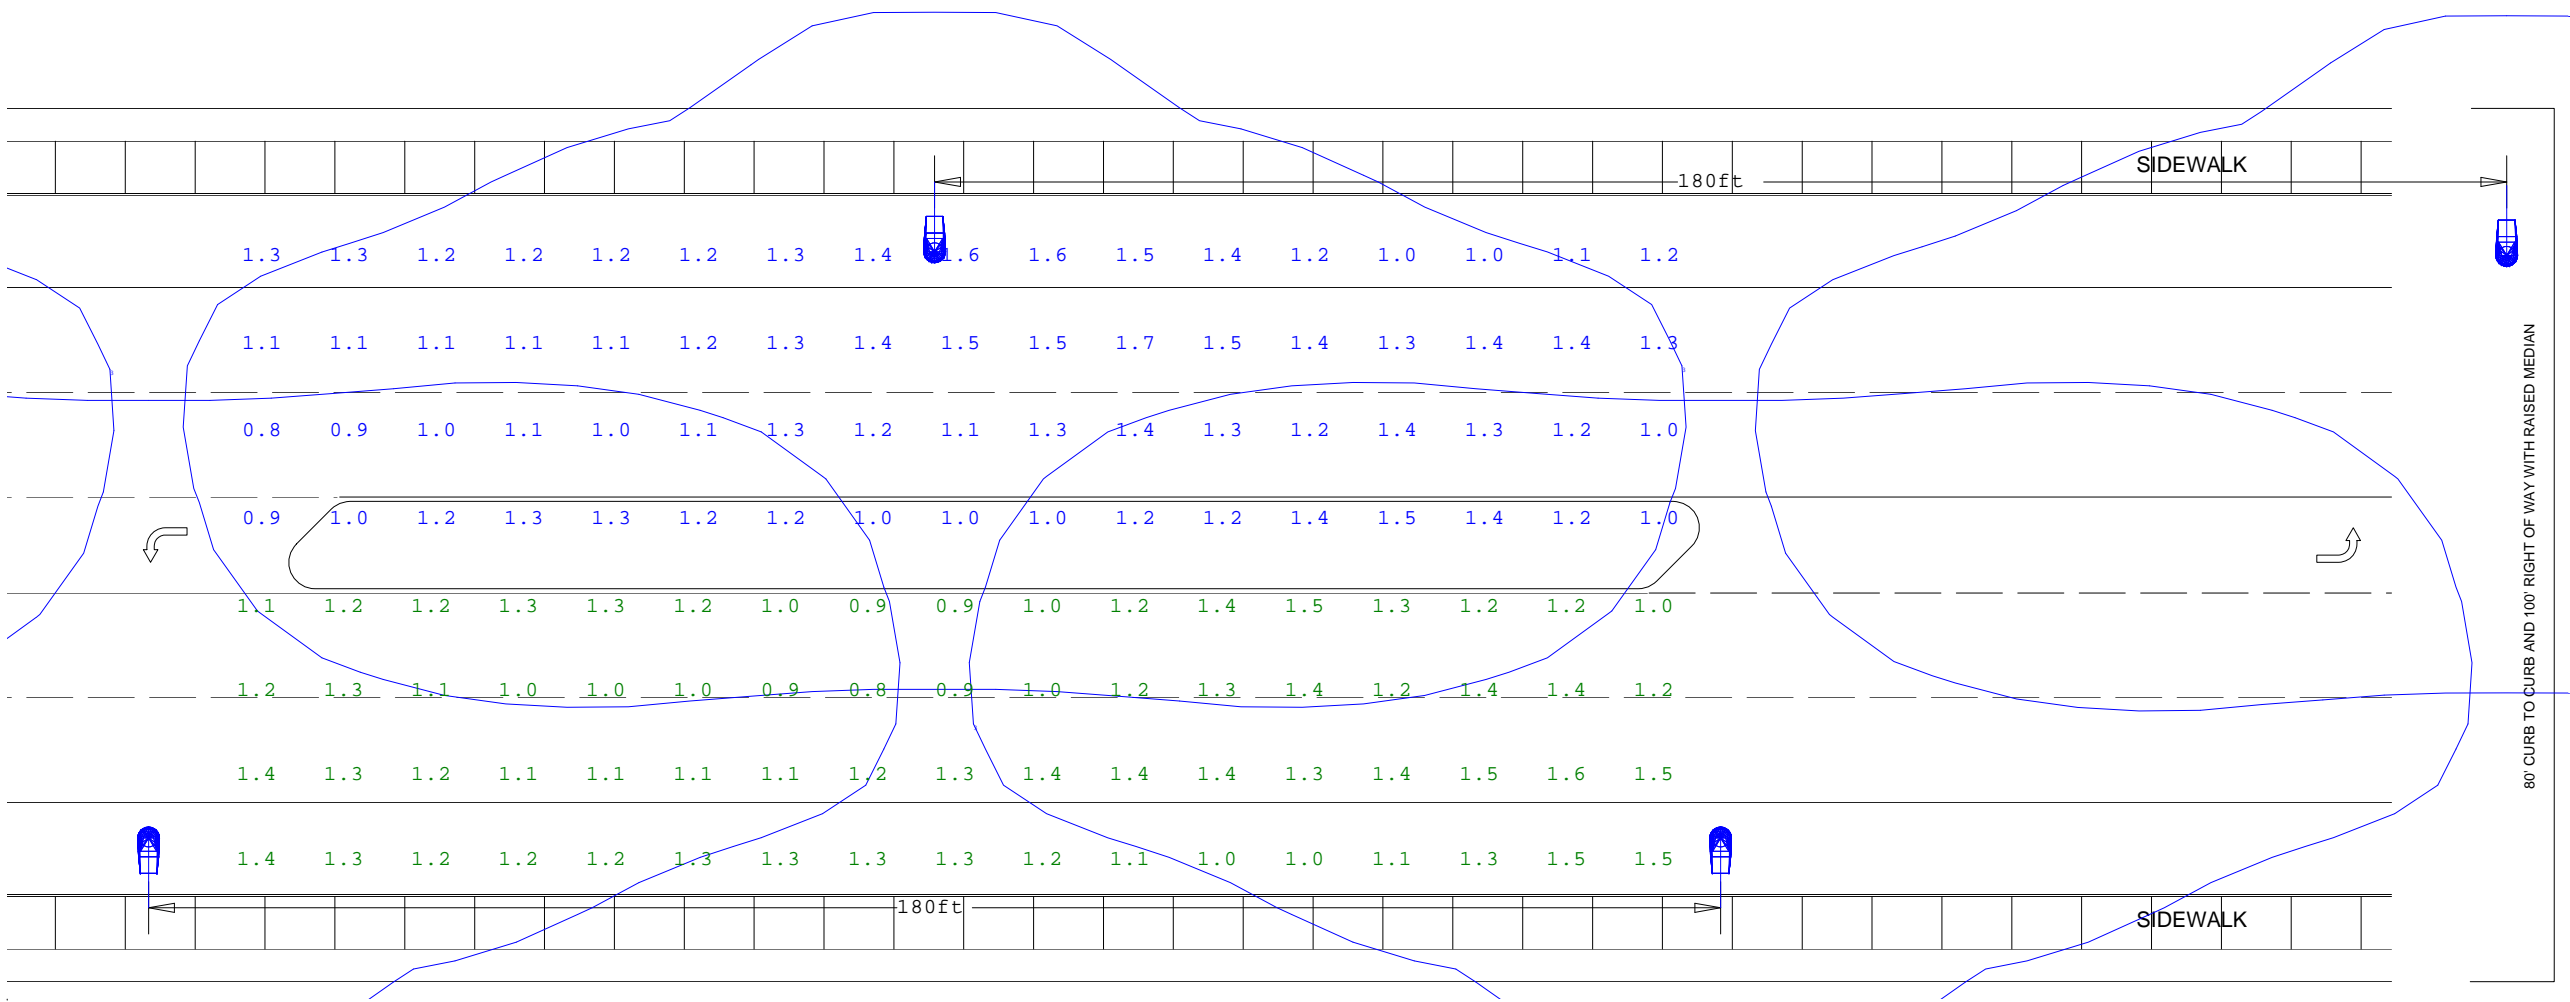 SIDEWALK
180ft
1.3 1.3 1.2 1.2 1.2 1.2 1.3 1.4 1.6 1.6 1.5 1.4 1.2 1.0 1.0 1.1 1.2
1.1 1.1 1.1 1.1 1.1 1.2 1.3 1.4 1.5 1.5 1.7 1.5 1.4 1.3 1.4 1.4 1.3
0.8 0.9 1.0 1.1 1.0 1.1 1.3 1.2 1.1 1.3 1.4 1.3 1.2 1.4 1.3 1.2 1.0
0.9 1.0 1.2 1.3 1.3 1.2 1.2 1.0 1.0 1.0 1.2 1.2 1.4 1.5 1.4 1.2 1.0
1.1 1.2 1.2 1.3 1.3 1.2 1.0 0.9 0.9 1.0 1.2 1.4 1.5 1.3 1.2 1.2 1.0
1.2 1.3 1.1 1.0 1.0 1.0 0.9 0.8 0.9 1.0 1.2 1.3 1.4 1.2 1.4 1.4 1.2
1.4 1.3 1.2 1.1 1.1 1.1 1.1 1.2 1.3 1.4 1.4 1.4 1.3 1.4 1.5 1.6 1.5
1.4 1.3 1.2 1.2 1.2 1.3 1.3 1.3 1.3 1.2 1.1 1.0 1.0 1.1 1.3 1.5 1.5
180ft
SIDEWALK
80' CURB TO CURB AND 100' RIGHT OF WAY WITH RAISED MEDIAN